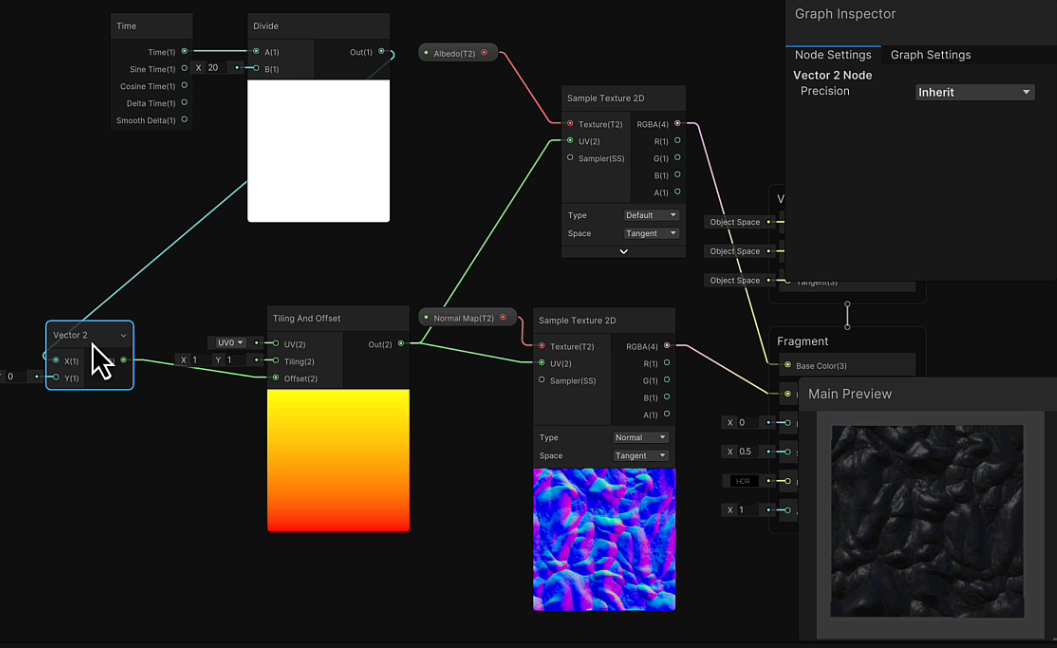 Time
Time(1)
Sine Time(1)
Cosine Time(1)
Delta Time(1)
Smooth Delta(1)
X 20
Divide
A(1)
B(1)
Out(1)
Albedo(T2)
Sample Texture 2D
Texture(T2)
UV(2)
Sampler(SS)
RGBA(4)
R(1)
G(1)
B(1)
A(1)
Type Default
Space Tangent
Graph Inspector
Node Settings Graph Settings
Vector 2 Node
Precision Inherit
V
Object Space
Object Space
Object Space
Tangent(3)
Vector 2
X(1)
Y(1)
0
Tiling And Offset
UV0
X 1 Y 1
UV(2)
Tiling(2)
Offset(2)
Out(2)
Normal Map(T2)
Sample Texture 2D
Texture(T2)
UV(2)
Sampler(SS)
RGBA(4)
R(1)
G(1)
B(1)
A(1)
Type Normal
Space Tangent
Fragment
Base Color(3)
X 0
X 0.5
HDR
X 1
Main Preview